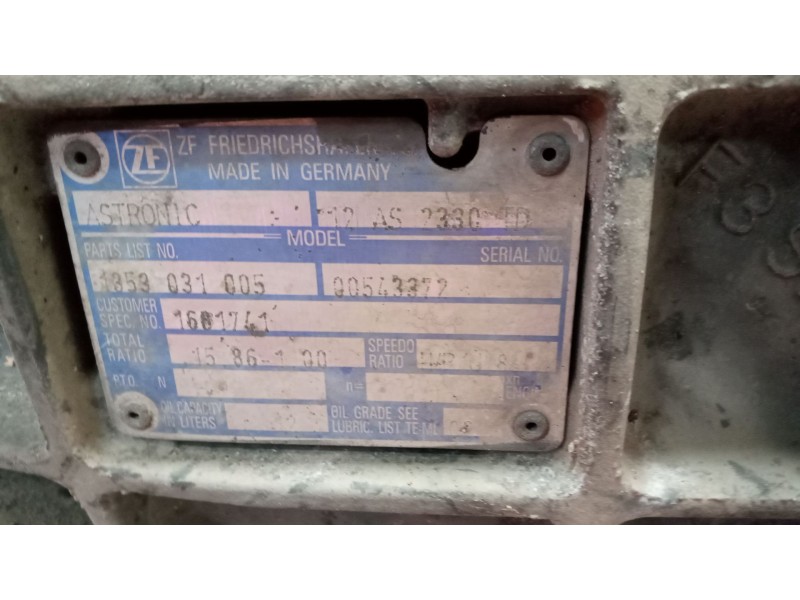 ZF
ZF FRIEDRICHSHAFEN
MADE IN GERMANY
ASTRONIC 12 AS 2330 TD
MODEL
PARTS LIST NO. SERIAL NO.
1353 031 005 00543372
CUSTOMER
SPEC. NO. 1681741
TOTAL
RATIO 15.86-1.00 SPEEDO
RATIO
PTO N n=
OIL CAPACITY
IN LITERS
OIL GRADE SEE
LUBRIC. LIST TE ML